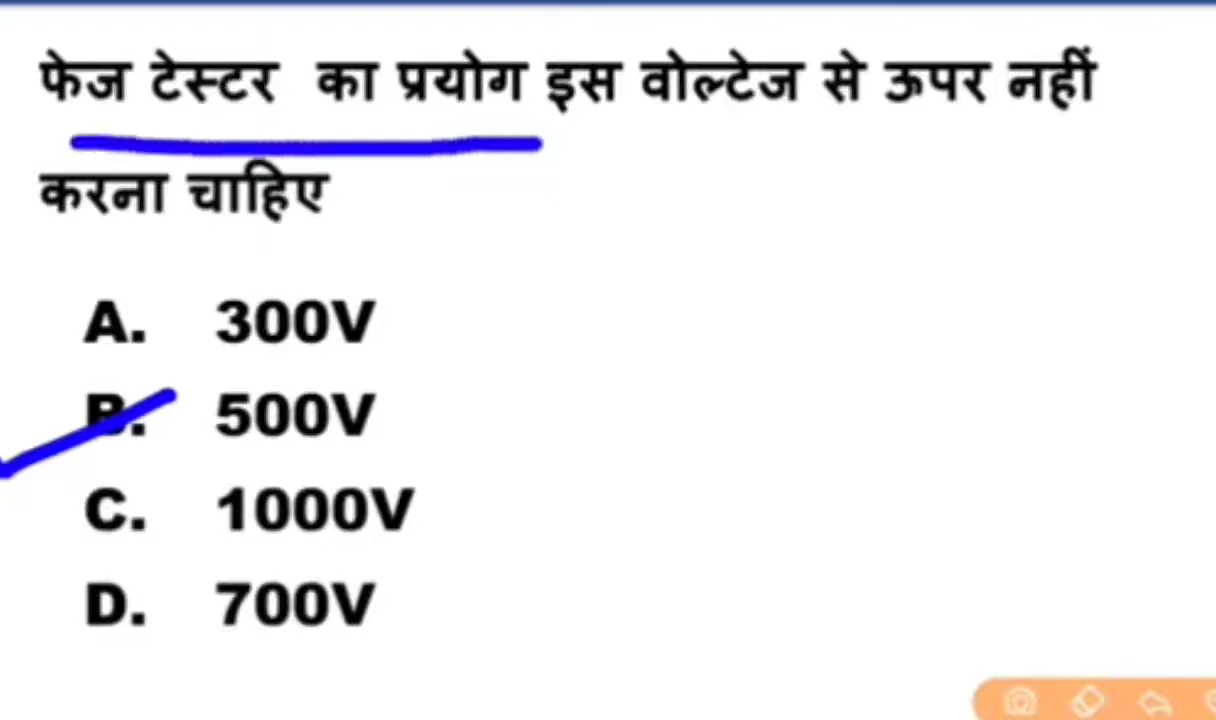 फेज टेस्टर का प्रयोग इस वोल्टेज से ऊपर नहीं
करना चाहिए
A. 300V
B. 500V
C. 1000V
D. 700V